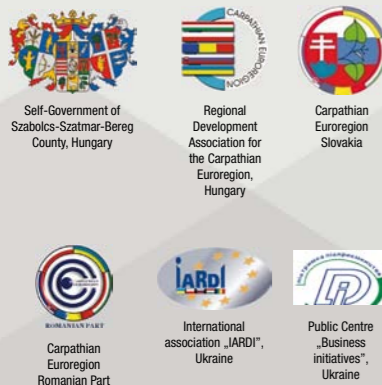 CARPATHIAN EUROREGION
Self-Government of
Szabolcs-Szatmar-Bereg
County, Hungary
Regional
Development
Association for
the Carpathian
Euroregion,
Hungary
Carpathian
Euroregion
Slovakia
ROMANIAN PART
Carpathian
Euroregion
Romanian Part
IARDI
International
association „IARDI”,
Ukraine
Public Centre
„Business
initiatives”,
Ukraine